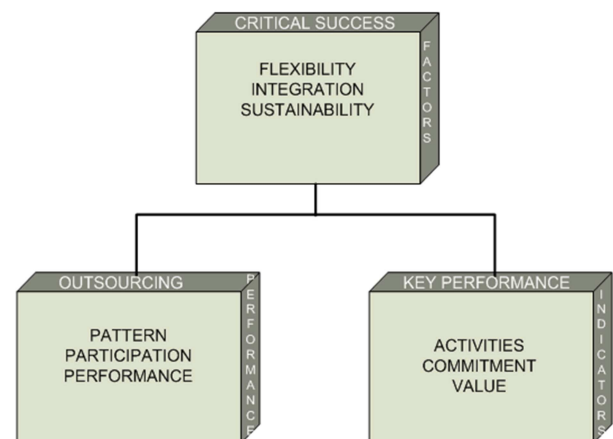 CRITICAL SUCCESS
FACTORS
FLEXIBILITY
INTEGRATION
SUSTAINABILITY
OUTSOURCING
PERFORMANCE
PATTERN
PARTICIPATION
PERFORMANCE
KEY PERFORMANCE
INDICATORS
ACTIVITIES
COMMITMENT
VALUE